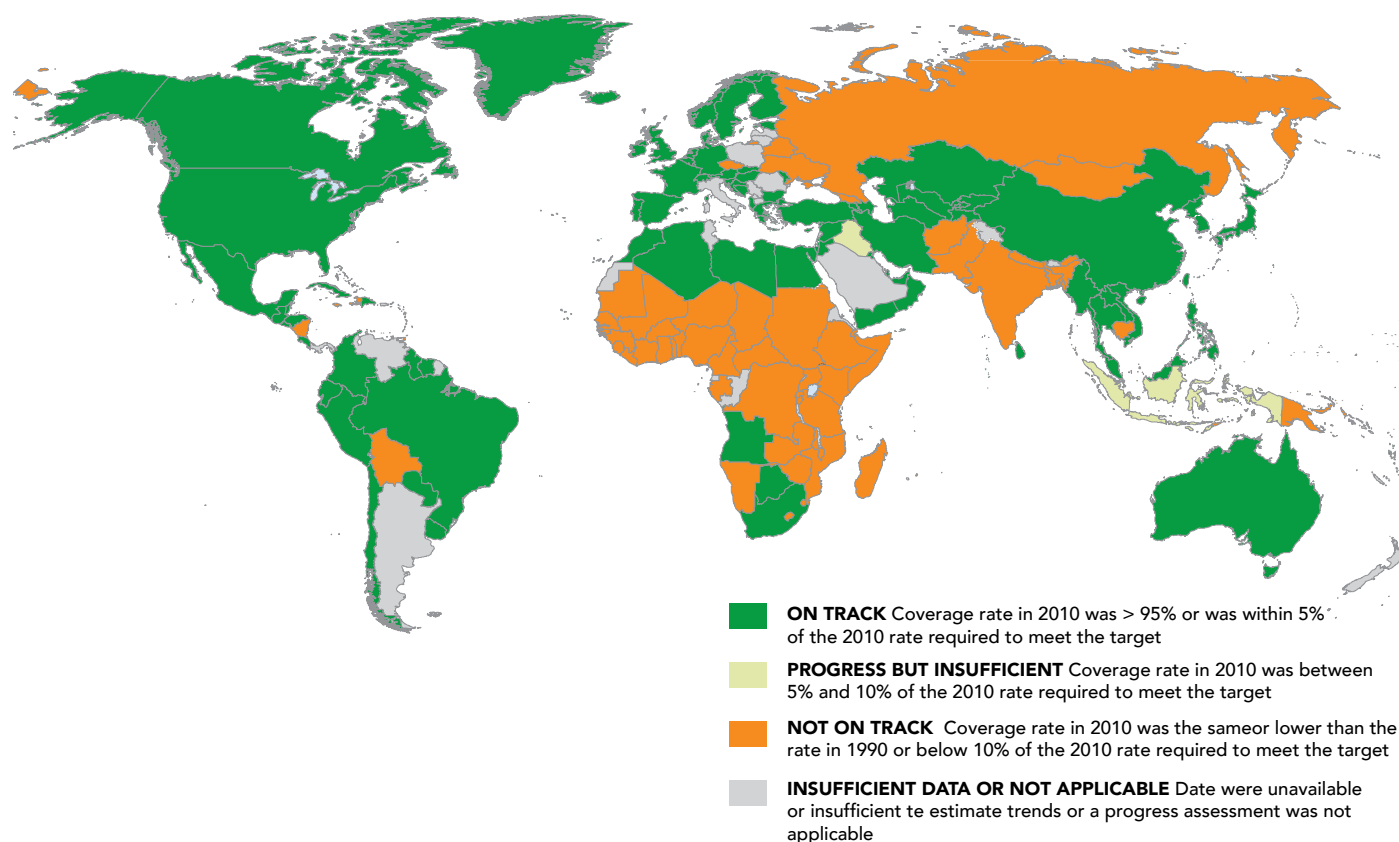 ON TRACK Coverage rate in 2010 was > 95% or was within 5%
of the 2010 rate required to meet the target
PROGRESS BUT INSUFFICIENT Coverage rate in 2010 was between
5% and 10% of the 2010 rate required to meet the target
NOT ON TRACK Coverage rate in 2010 was the sameor lower than the
rate in 1990 or below 10% of the 2010 rate required to meet the target
INSUFFICIENT DATA OR NOT APPLICABLE Date were unavailable
or insufficient te estimate trends or a progress assessment was not
applicable